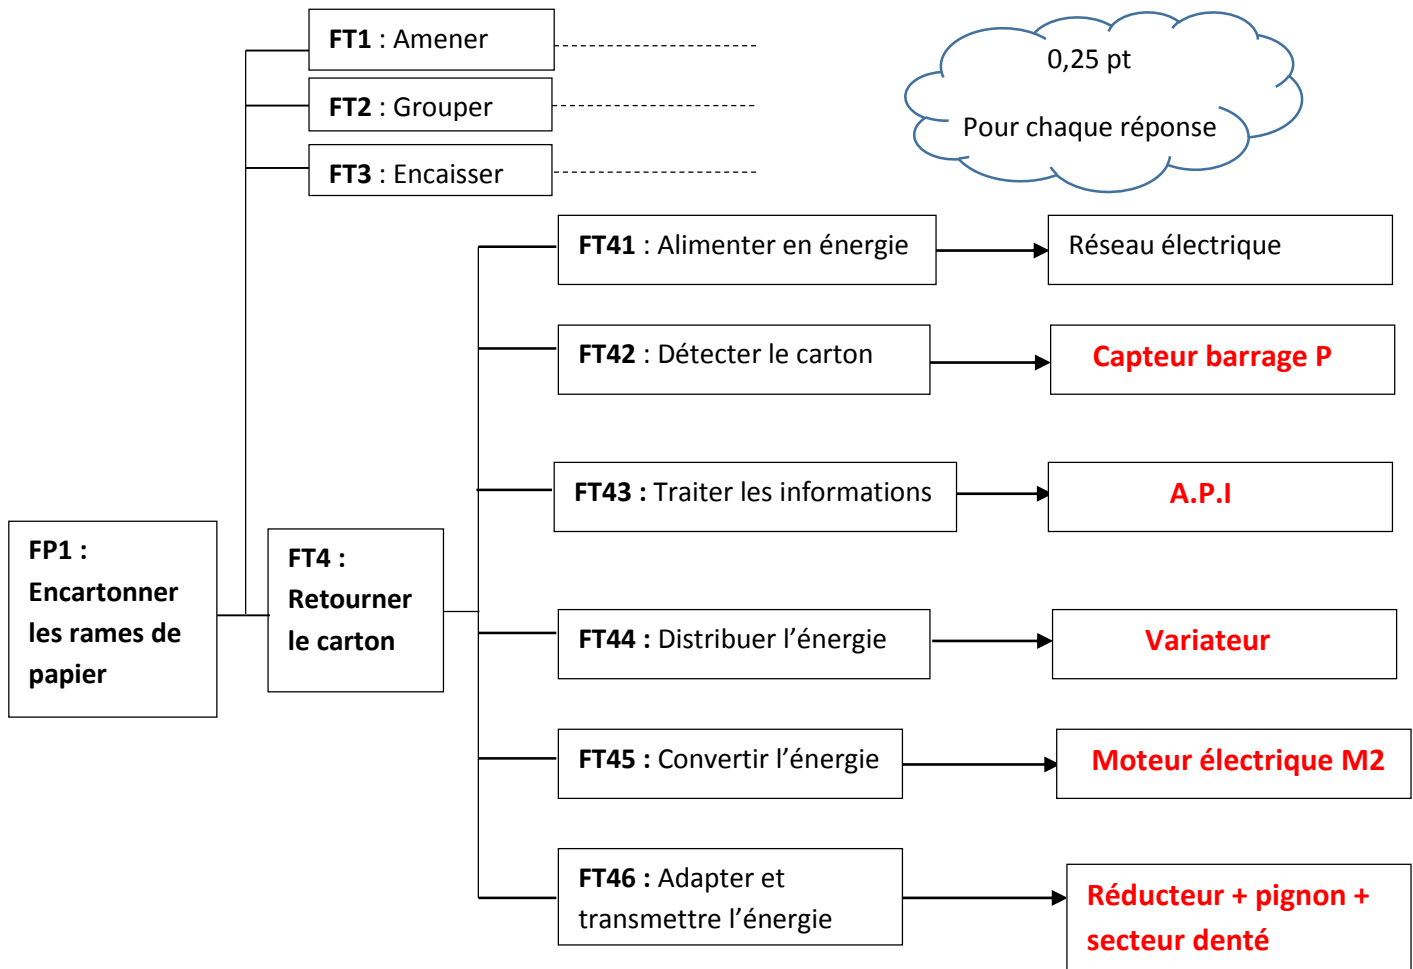 FT1 : Amener
0,25 pt
FT2 : Grouper
Pour chaque réponse
FT3 : Encaisser
FT41 : Alimenter en énergie
Réseau électrique
FT42 : Détecter le carton
Capteur barrage P
FT43 : Traiter les informations
A.P.I
FP1 :
Encartonner
les rames de
papier
FT4 :
Retourner
le carton
FT44 : Distribuer l’énergie
Variateur
FT45 : Convertir l’énergie
Moteur électrique M2
FT46 : Adapter et
transmettre l’énergie
Réducteur + pignon +
secteur denté